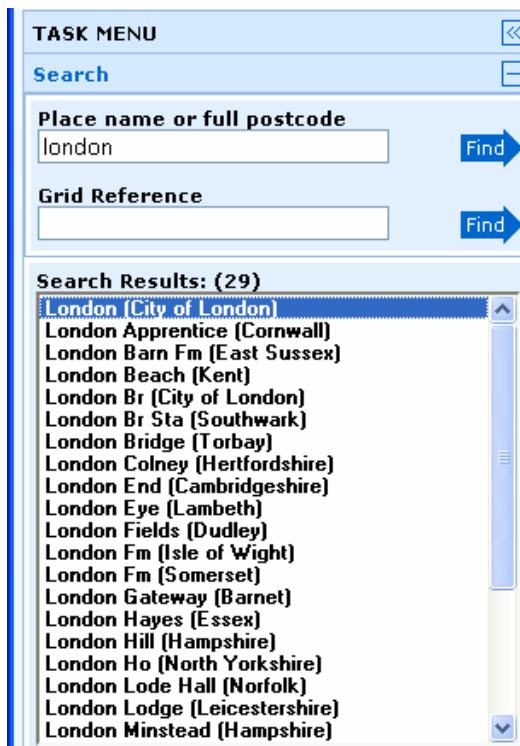 TASK MENU
Search
Place name or full postcode
london
Find
Grid Reference
Find
Search Results: (29)
London (City of London)
London Apprentice (Cornwall)
London Barn Fm (East Sussex)
London Beach (Kent)
London Br (City of London)
London Br Sta (Southwark)
London Bridge (Torbay)
London Colney (Hertfordshire)
London End (Cambridgeshire)
London Eye (Lambeth)
London Fields (Dudley)
London Fm (Isle of Wight)
London Fm (Somerset)
London Gateway (Barnet)
London Hayes (Essex)
London Hill (Hampshire)
London Ho (North Yorkshire)
London Lode Hall (Norfolk)
London Lodge (Leicestershire)
London Minstead (Hampshire)